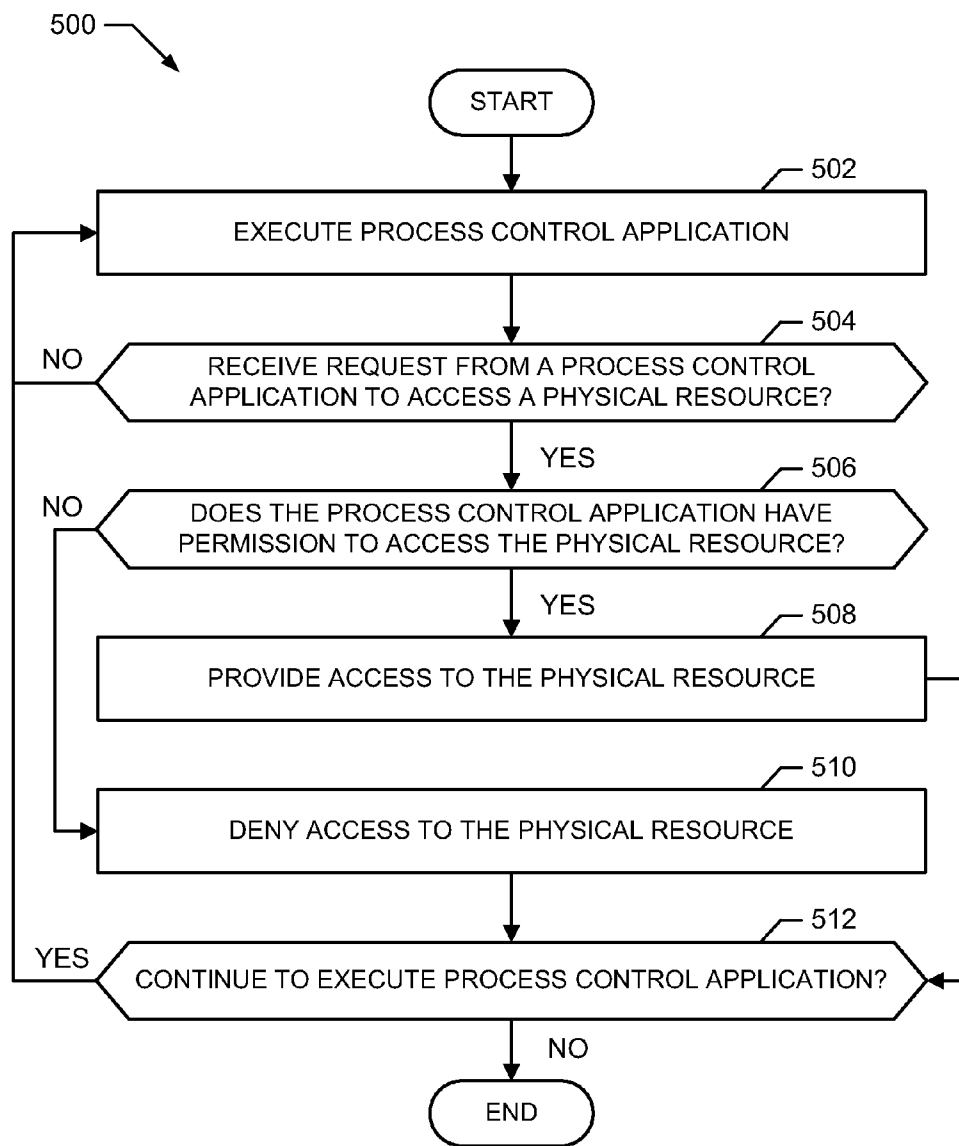 500
START
502
EXECUTE PROCESS CONTROL APPLICATION
504
NO
RECEIVE REQUEST FROM A PROCESS CONTROL
APPLICATION TO ACCESS A PHYSICAL RESOURCE?
YES
506
NO
DOES THE PROCESS CONTROL APPLICATION HAVE
PERMISSION TO ACCESS THE PHYSICAL RESOURCE?
YES
508
PROVIDE ACCESS TO THE PHYSICAL RESOURCE
510
DENY ACCESS TO THE PHYSICAL RESOURCE
512
YES
CONTINUE TO EXECUTE PROCESS CONTROL APPLICATION?
NO
END